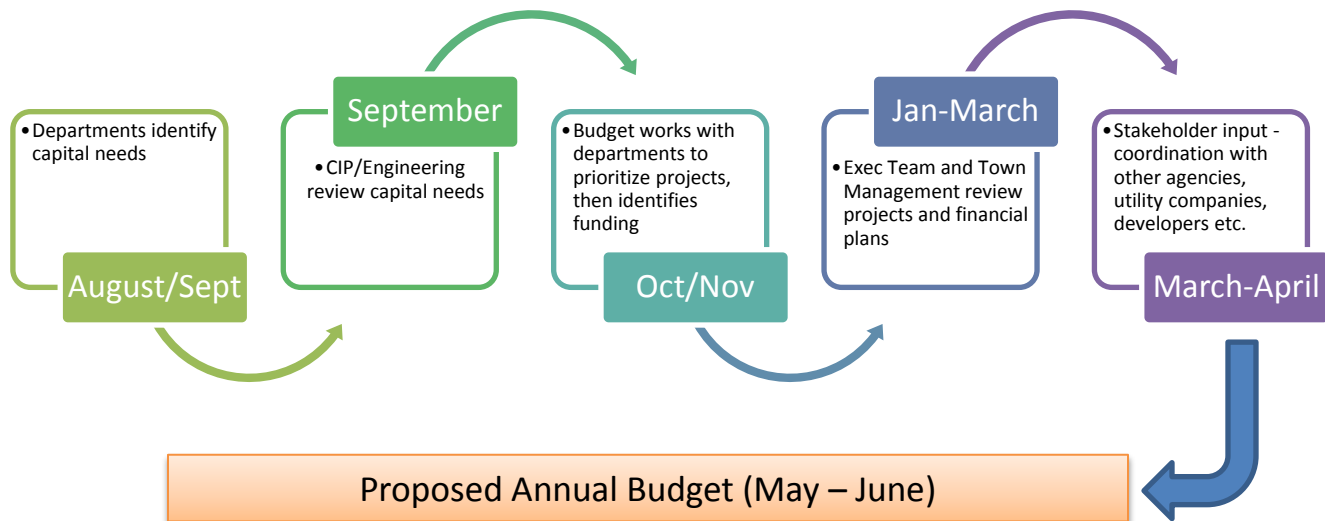 •Departments identify
capital needs
August/Sept
September
•CIP/Engineering
review capital needs
•Budget works with
departments to
prioritize projects,
then identifies
funding
Oct/Nov
Jan-March
•Exec Team and Town
Management review
projects and financial
plans
•Stakeholder input -
coordination with
other agencies,
utility companies,
developers etc.
March-April
Proposed Annual Budget (May – June)